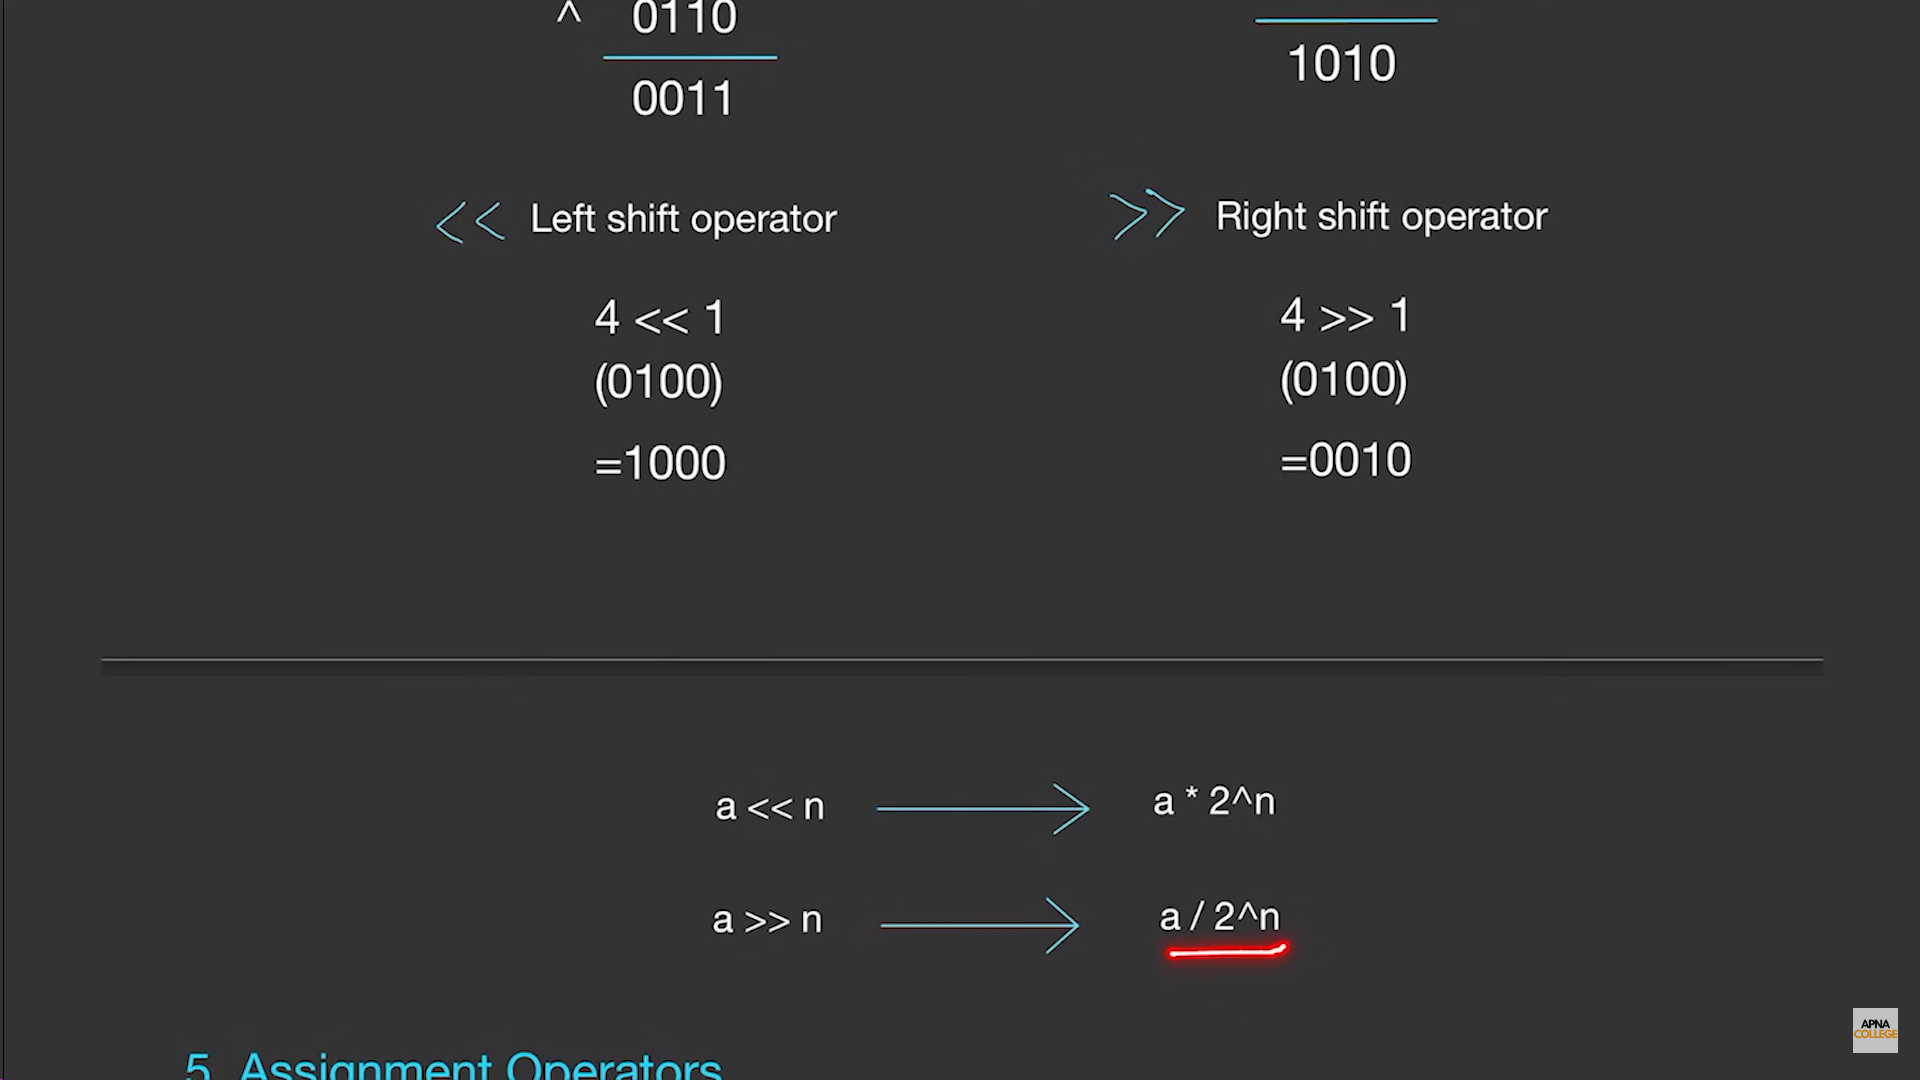 ^ 0110
0011
1010
<< Left shift operator
4 << 1
(0100)
=1000
>> Right shift operator
4 >> 1
(0100)
=0010
a << n
a * 2^n
a >> n
a / 2^n
5. Assignment Operators
APNA
COLLEGE